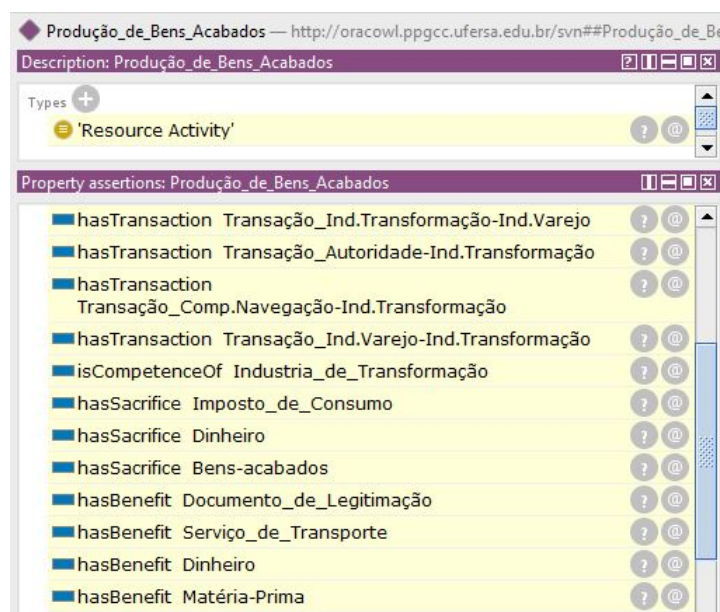 Produção_de_Bens_Acabados — http://oracowl.ppgcc.ufersa.edu.br/svn##Produção_de_Be
Description: Produção_de_Bens_Acabados
Types
'Resource Activity'
Property assertions: Produção_de_Bens_Acabados
hasTransaction Transação_Ind.Transformação-Ind.Varejo
hasTransaction Transação_Autoridade-Ind.Transformação
hasTransaction
Transação_Comp.Navegação-Ind.Transformação
hasTransaction Transação_Ind.Varejo-Ind.Transformação
isCompetenceOf Industria_de_Transformação
hasSacrifice Imposto_de_Consumo
hasSacrifice Dinheiro
hasSacrifice Bens-acabados
hasBenefit Documento_de_Legitimação
hasBenefit Serviço_de_Transporte
hasBenefit Dinheiro
hasBenefit Matéria-Prima